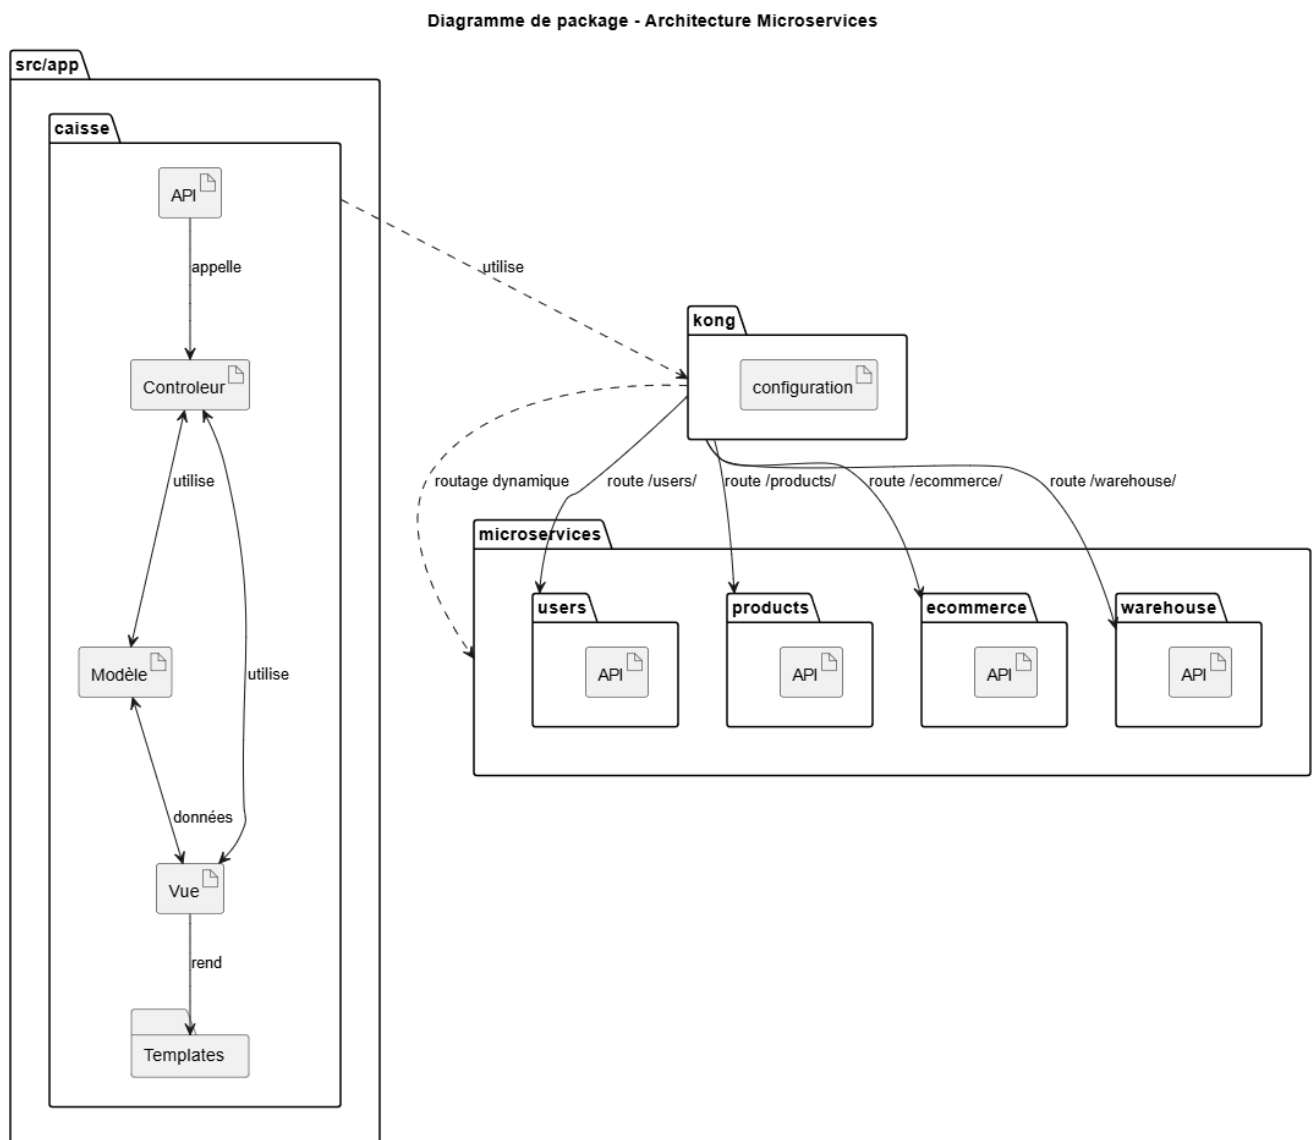 Diagramme de package - Architecture Microservices
src/app
caisse
API
appelle
utilise
kong
Controleur
configuration
utilise
routage dynamique
route /users/
route /products/
route /ecommerce/
route /warehouse/
microservices
users
products
ecommerce
warehouse
Modèle
utilise
API
API
API
API
données
Vue
rend
Templates